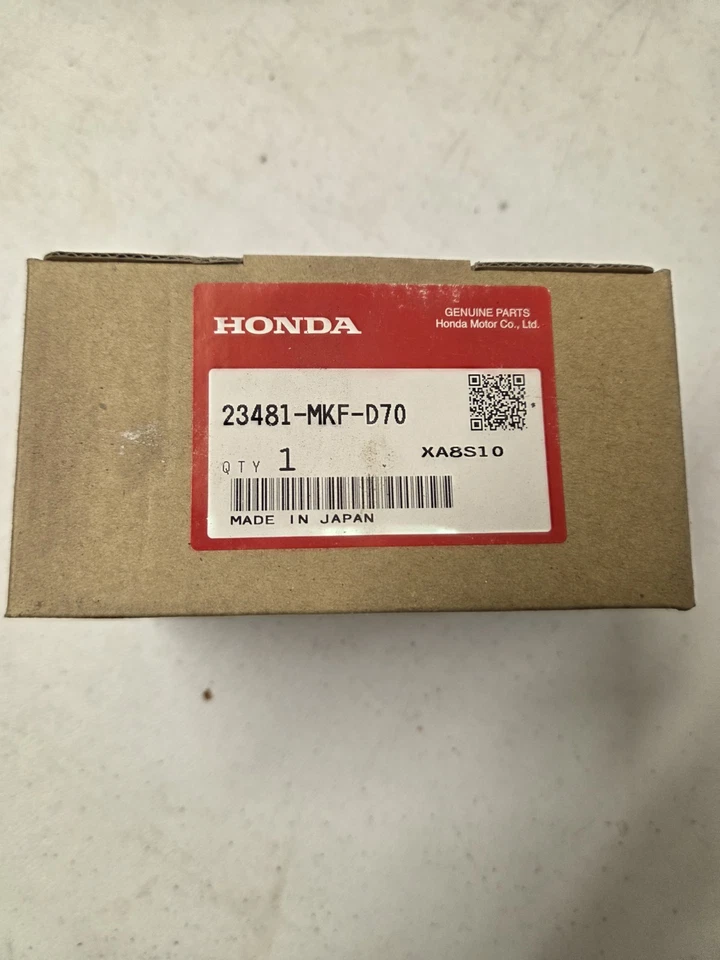 HONDA
GENUINE PARTS
Honda Motor Co., Ltd.
23481-MKF-D70
QTY 1
XA8S10
MADE IN JAPAN